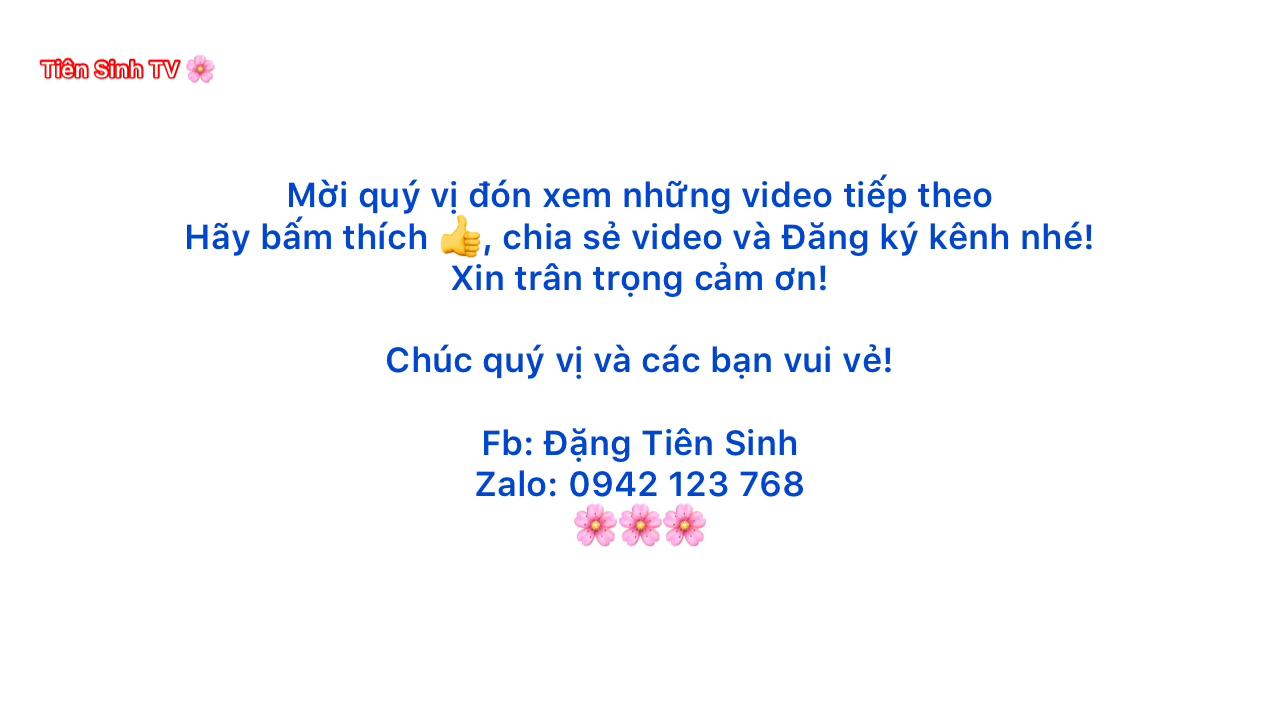 Tiên Sinh TV 🌸
Mời quý vị đón xem những video tiếp theo
Hãy bấm thích 👍, chia sẻ video và Đăng ký kênh nhé!
Xin trân trọng cảm ơn!
Chúc quý vị và các bạn vui vẻ!
Fb: Đặng Tiên Sinh
Zalo: 0942 123 768
🌸🌸🌸